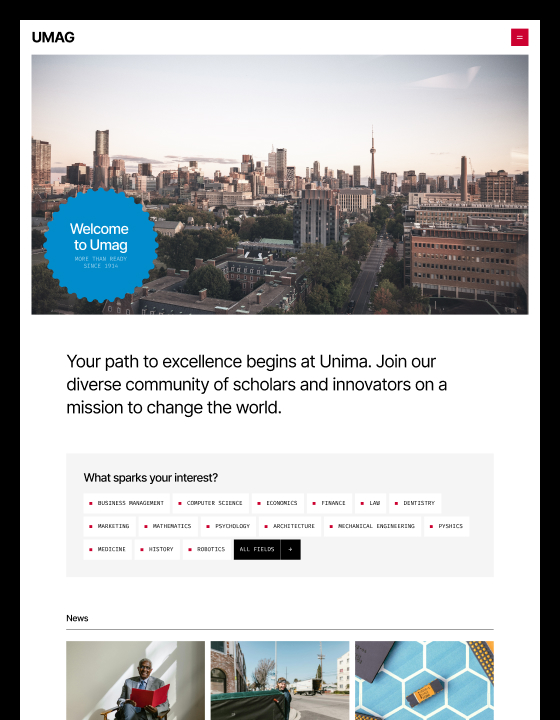 UMAG
Welcome
to Umag
MORE THAN READY
SINCE 1914
Your path to excellence begins at Unima. Join our
diverse community of scholars and innovators on a
mission to change the world.
What sparks your interest?
BUSINESS MANAGEMENT COMPUTER SCIENCE ECONOMICS FINANCE LAW DENTISTRY
MARKETING MATHEMATICS PSYCHOLOGY ARCHITECTURE MECHANICAL ENGINEERING PYSHICS
MEDICINE HISTORY ROBOTICS ALL FIELDS
News